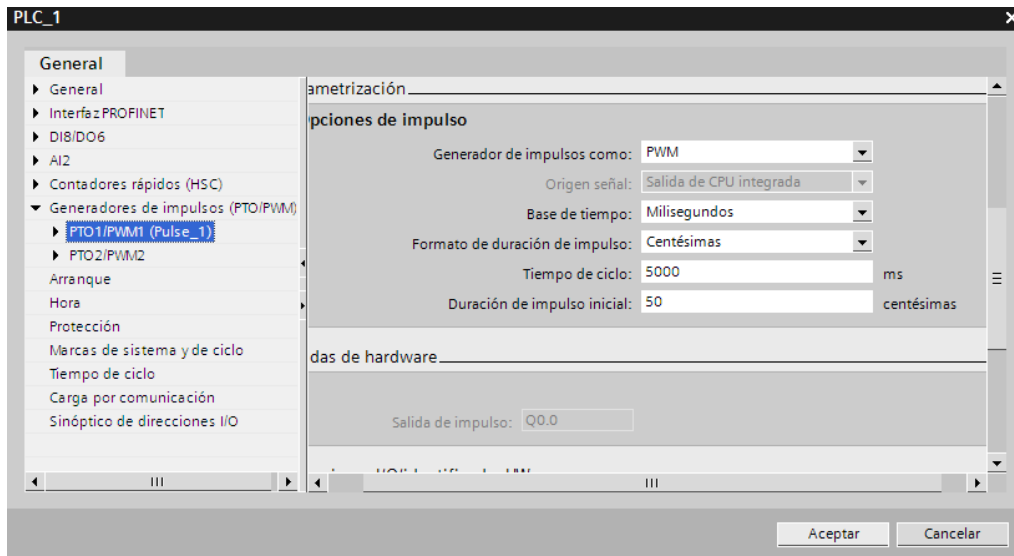 PLC_1
General
General
Interfaz PROFINET
DI8/DO6
AI2
Contadores rápidos (HSC)
Generadores de impulsos (PTO/PWM)
PTO1/PWM1 (Pulse_1)
PTO2/PWM2
Arranque
Hora
Protección
Marcas de sistema y de ciclo
Tiempo de ciclo
Carga por comunicación
Sinóptico de direcciones I/O
ametrización
pciones de impulso
Generador de impulsos como: PWM
Origen señal: Salida de CPU integrada
Base de tiempo: Milisegundos
Formato de duración de impulso: Centésimas
Tiempo de ciclo: 5000 ms
Duración de impulso inicial: 50 centésimas
das de hardware
Salida de impulso: Q0.0
Aceptar Cancelar